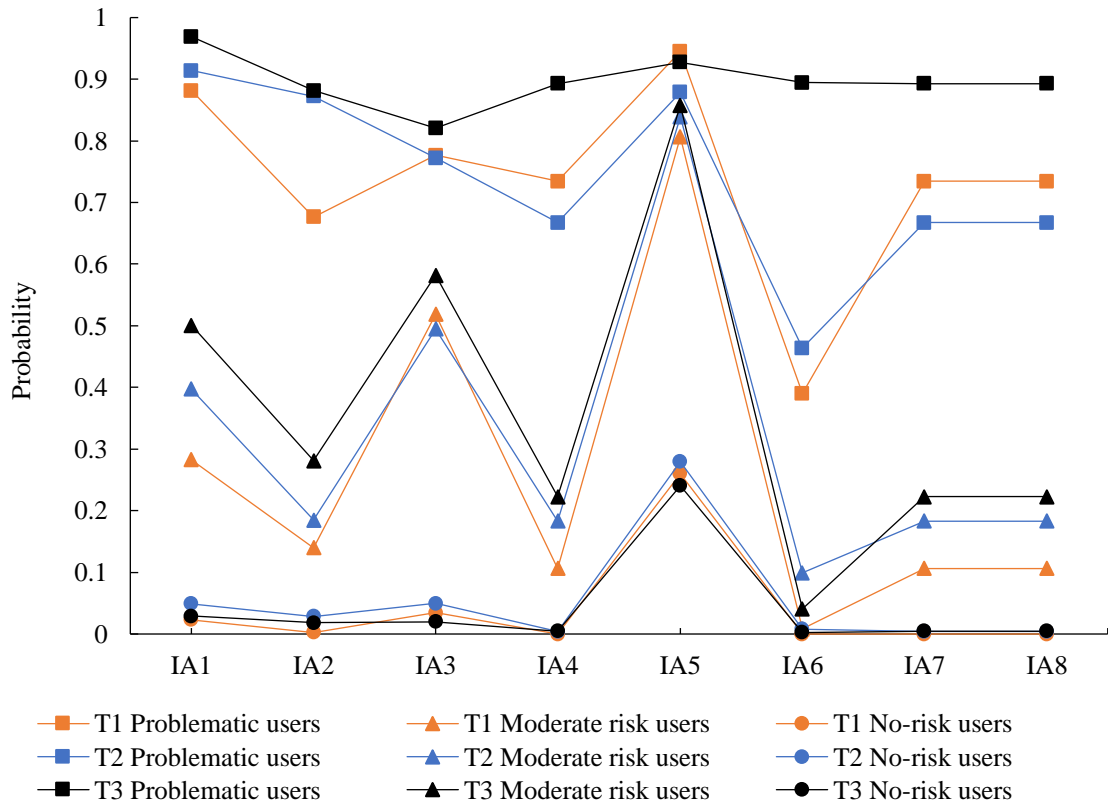 1
0.9
0.8
0.7
0.6
0.5
0.4
0.3
0.2
0.1
0
Probability
IA1 IA2 IA3 IA4 IA5 IA6 IA7 IA8
T1 Problematic users T1 Moderate risk users T1 No-risk users
T2 Problematic users T2 Moderate risk users T2 No-risk users
T3 Problematic users T3 Moderate risk users T3 No-risk users